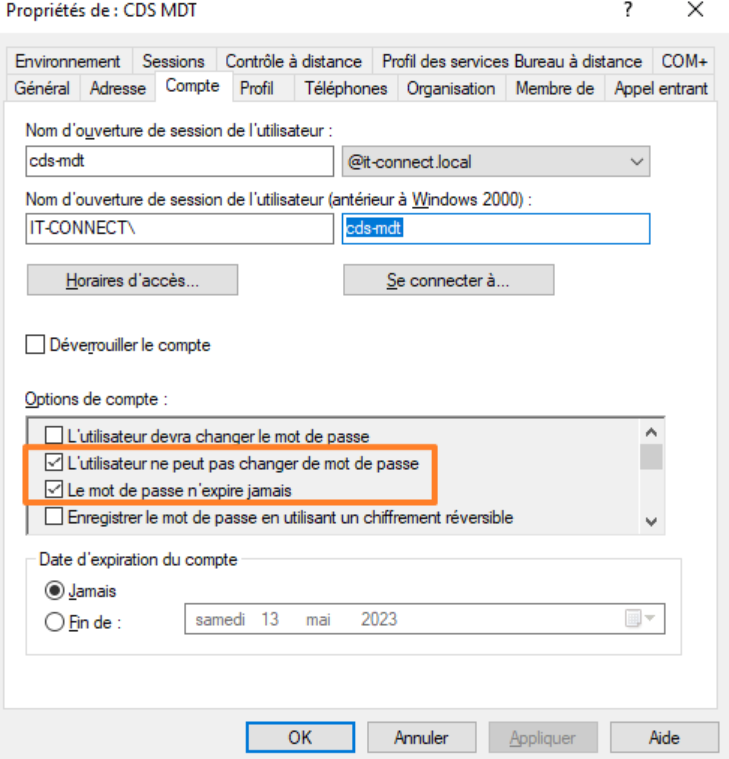 Propriétés de : CDS MDT ? ×
Environnement Sessions Contrôle à distance Profil des services Bureau à distance COM+
Général Adresse Compte Profil Téléphones Organisation Membre de Appel entrant
Nom d'ouverture de session de l'utilisateur :
cds-mdt @it-connect.local
Nom d'ouverture de session de l'utilisateur (antérieur à Windows 2000) :
IT-CONNECT\ cds-mdt
Horaires d'accès... Se connecter à...
Déverrouiller le compte
Options de compte :
L'utilisateur devra changer le mot de passe
L'utilisateur ne peut pas changer de mot de passe
Le mot de passe n'expire jamais
Enregistrer le mot de passe en utilisant un chiffrement réversible
Date d'expiration du compte
Jamais
Fin de : samedi 13 mai 2023
OK Annuler Appliquer Aide